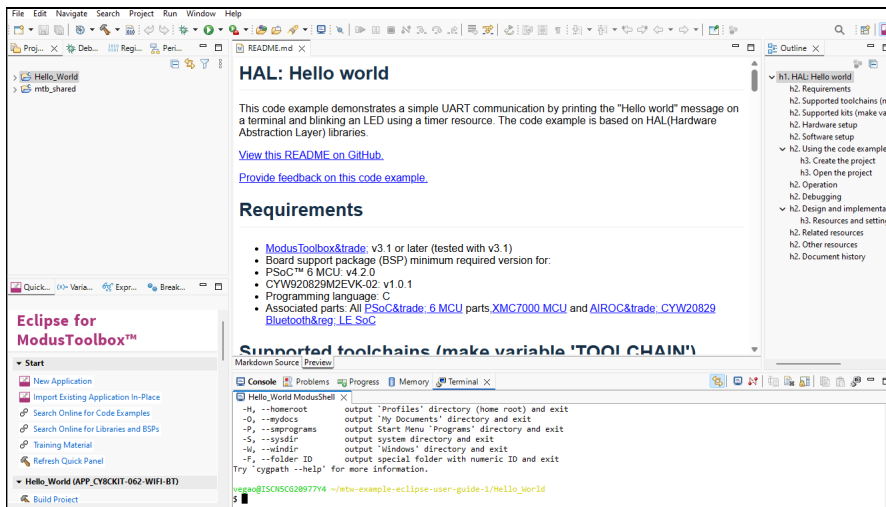 File Edit Navigate Search Project Run Window Help
Proj... Deb... Regi... Peri...
Hello_World
mtb_shared
README.md
HAL: Hello world
This code example demonstrates a simple UART communication by printing the "Hello world" message on
a terminal and blinking an LED using a timer resource. The code example is based on HAL(Hardware
Abstraction Layer) libraries.
View this README on GitHub.
Provide feedback on this code example.
Requirements
ModusToolbox&trade; v3.1 or later (tested with v3.1)
Board support package (BSP) minimum required version for:
PSoC™ 6 MCU: v4.2.0
CYW920829M2EVK-02: v1.0.1
Programming language: C
Associated parts: All PSoC&trade; 6 MCU parts,XMC7000 MCU and AIROC&trade; CYW20829
Bluetooth&reg; LE SoC
Supported toolchains (make variable 'TOOLCHAIN')
Markdown Source Preview
Outline
h1. HAL: Hello world
h2. Requirements
h2. Supported toolchains (m
h2. Supported kits (make va
h2. Hardware setup
h2. Software setup
h2. Using the code example
h3. Create the project
h3. Open the project
h2. Operation
h2. Debugging
h2. Design and implementa
h3. Resources and setting
h2. Related resources
h2. Other resources
h2. Document history
Quick... (x)= Varia... Expr... Break...
Eclipse for
ModusToolbox™
Start
New Application
Import Existing Application In-Place
Search Online for Code Examples
Search Online for Libraries and BSPs
Training Material
Refresh Quick Panel
Hello_World (APP_CY8CKIT-062-WIFI-BT)
Build Project
Console Problems Progress Memory Terminal
Hello_World ModusShell
-H, --homeroot output `Profiles' directory (home root) and exit
-O, --mydocs output `My Documents' directory and exit
-P, --smprograms output Start Menu `Programs' directory and exit
-S, --sysdir output system directory and exit
-W, --windir output `Windows' directory and exit
-F, --folder ID output special folder with numeric ID and exit
Try `cygpath --help' for more information.
vegao@ISCN5CG20977Y4 ~/mtw-example-eclipse-user-guide-1/Hello_World
$